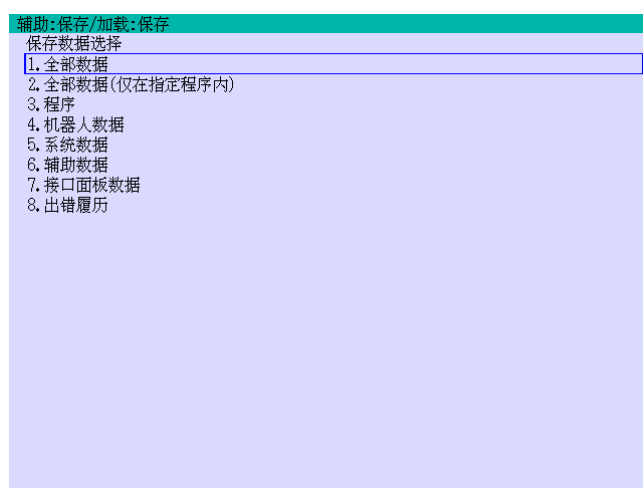 辅助:保存/加载:保存
保存数据选择
1.全部数据
2.全部数据(仅在指定程序内)
3.程序
4.机器人数据
5.系统数据
6.辅助数据
7.接口面板数据
8.出错履历